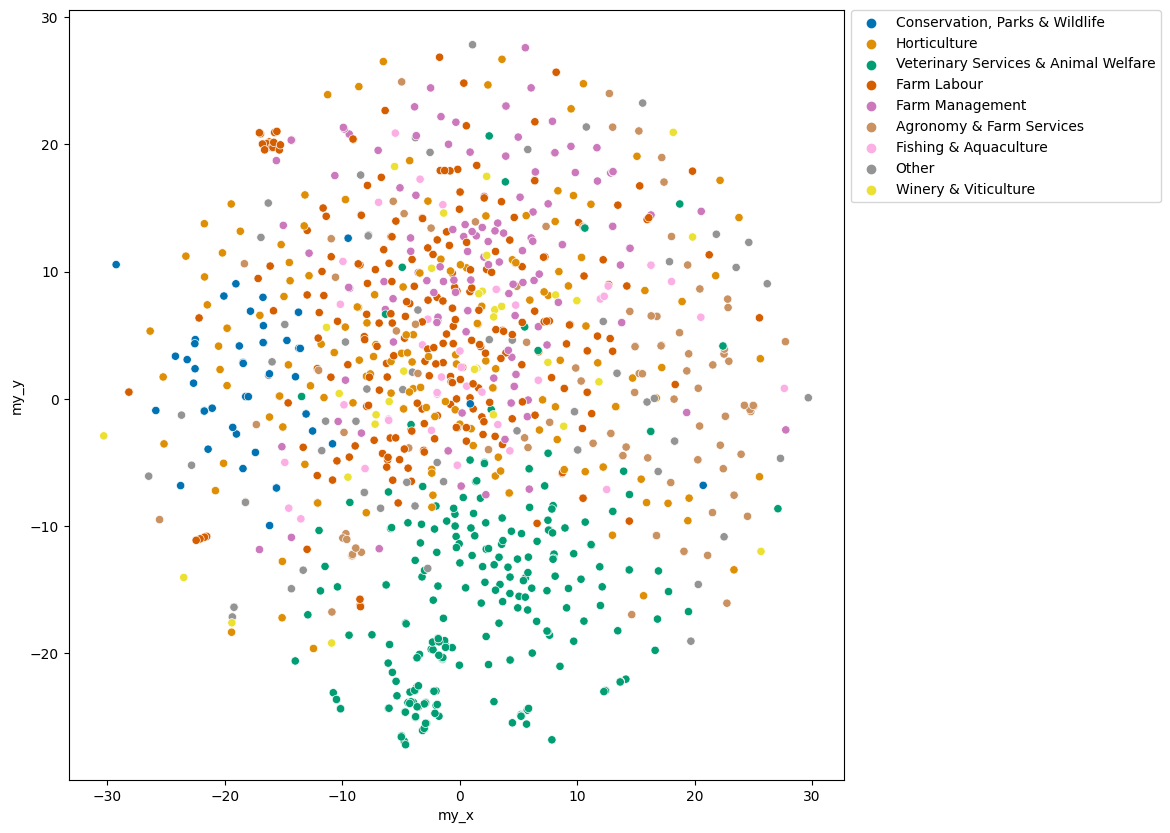 30
20
10
0
−10
−20
my_y
−30
−20
−10
0
10
20
30
my_x
Conservation, Parks & Wildlife
Horticulture
Veterinary Services & Animal Welfare
Farm Labour
Farm Management
Agronomy & Farm Services
Fishing & Aquaculture
Other
Winery & Viticulture